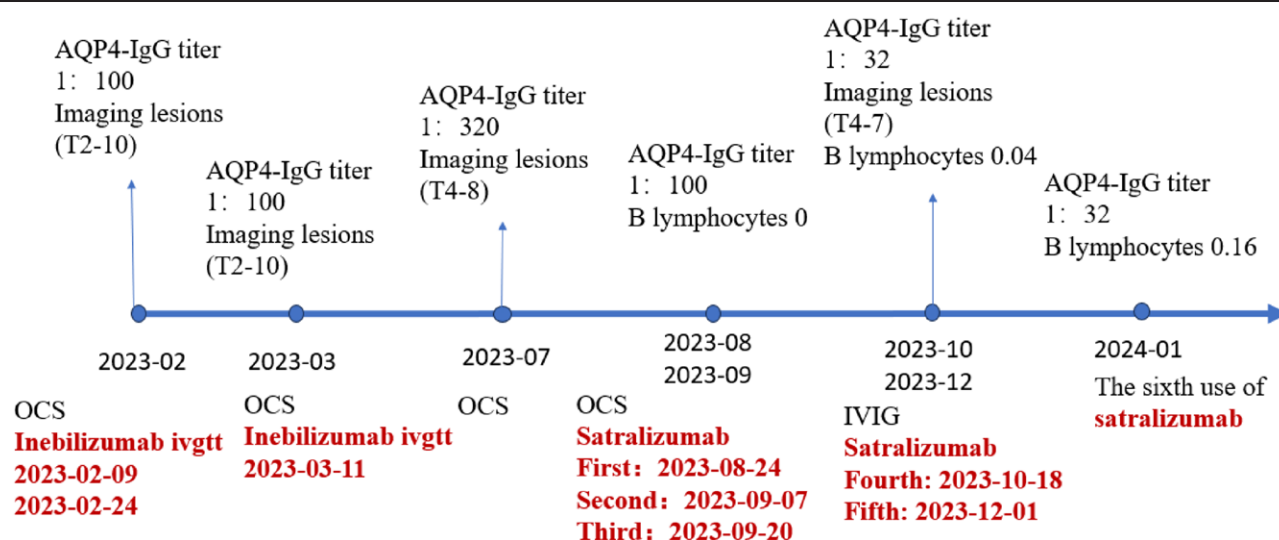 AQP4-IgG titer
1： 100
Imaging lesions
(T2-10)
AQP4-IgG titer
1： 100
Imaging lesions
(T2-10)
AQP4-IgG titer
1： 320
Imaging lesions
(T4-8)
AQP4-IgG titer
1： 100
B lymphocytes 0
AQP4-IgG titer
1： 32
Imaging lesions
(T4-7)
B lymphocytes 0.04
AQP4-IgG titer
1： 32
B lymphocytes 0.16
2023-02
OCS
Inebilizumab ivgtt
2023-02-09
2023-02-24
2023-03
OCS
Inebilizumab ivgtt
2023-03-11
2023-07
OCS
2023-08
2023-09
OCS
Satralizumab
First：2023-08-24
Second：2023-09-07
Third：2023-09-20
2023-10
2023-12
IVIG
Satralizumab
Fourth: 2023-10-18
Fifth: 2023-12-01
2024-01
The sixth use of
satralizumab